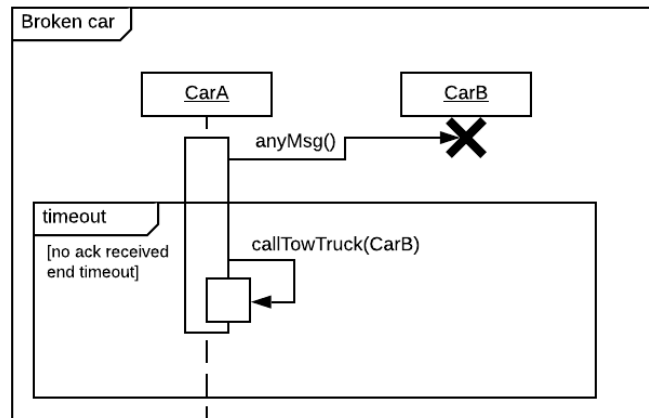 Broken car
CarA
CarB
anyMsg()
timeout
[no ack received
end timeout]
callTowTruck(CarB)